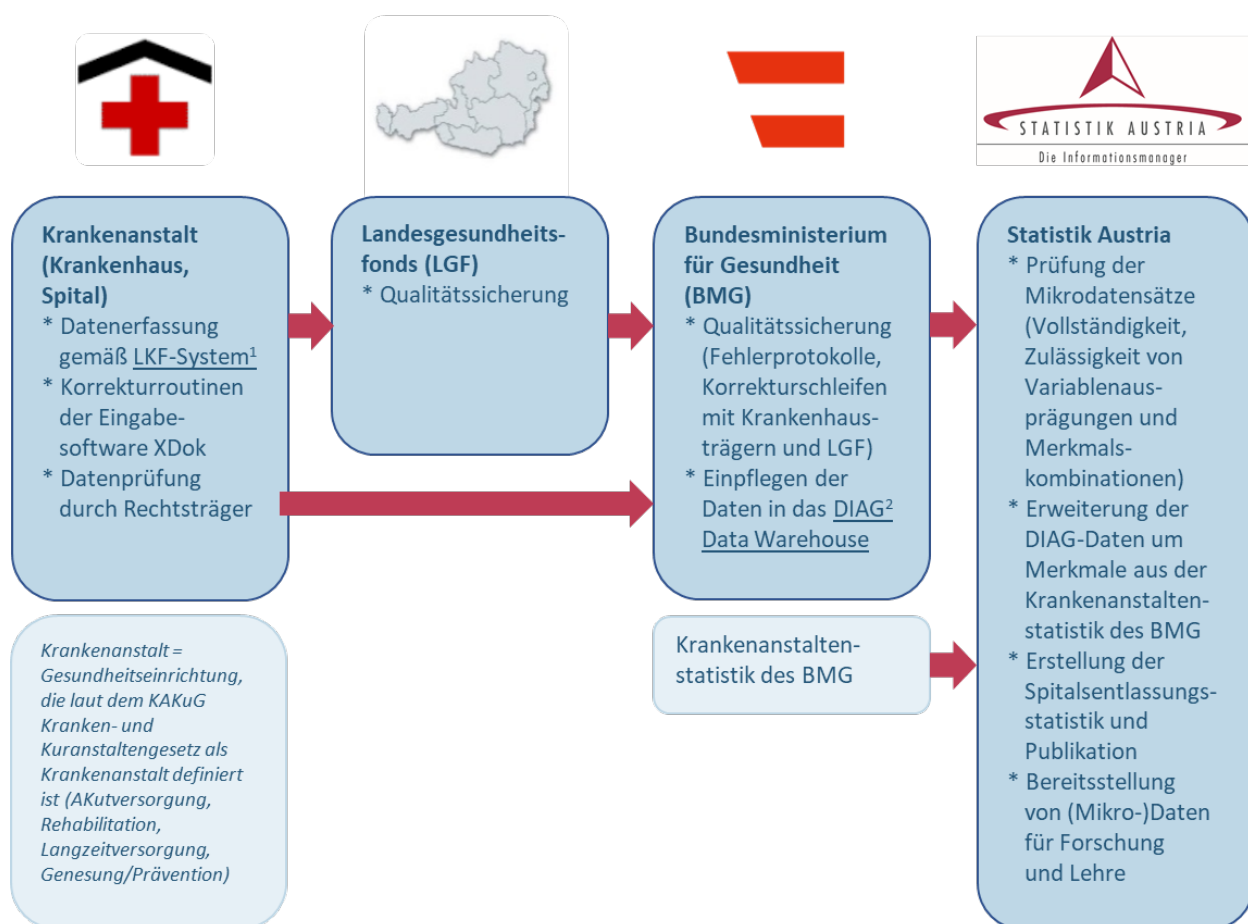 STATISTIK AUSTRIA
Die Informationsmanager
Krankenanstalt
(Krankenhaus,
Spital)
* Datenerfassung
gemäß LKF-System¹
* Korrekturroutinen
der Eingabe-
software XDok
* Datenprüfung
durch Rechtsträger
Krankenanstalt =
Gesundheitseinrichtung,
die laut dem KAKuG
Kranken- und
Kuranstaltengesetz als
Krankenanstalt definiert
ist (AKutversorgung,
Rehabilitation,
Langzeitversorgung,
Genesung/Prävention)
Landesgesundheits-
fonds (LGF)
* Qualitätssicherung
Bundesministerium
für Gesundheit
(BMG)
* Qualitätssicherung
(Fehlerprotokolle,
Korrekturschleifen
mit Krankenhaus-
trägern und LGF)
* Einpflegen der
Daten in das DIAG²
Data Warehouse
Krankenanstalten-
statistik des BMG
Statistik Austria
* Prüfung der
Mikrodatensätze
(Vollständigkeit,
Zulässigkeit von
Variablenaus-
prägungen und
Merkmals-
kombinationen)
* Erweiterung der
DIAG-Daten um
Merkmale aus der
Krankenanstalten-
statistik des BMG
* Erstellung der
Spitalsentlassungs-
statistik und
Publikation
* Bereitsstellung
von (Mikro-)Daten
für Forschung
und Lehre